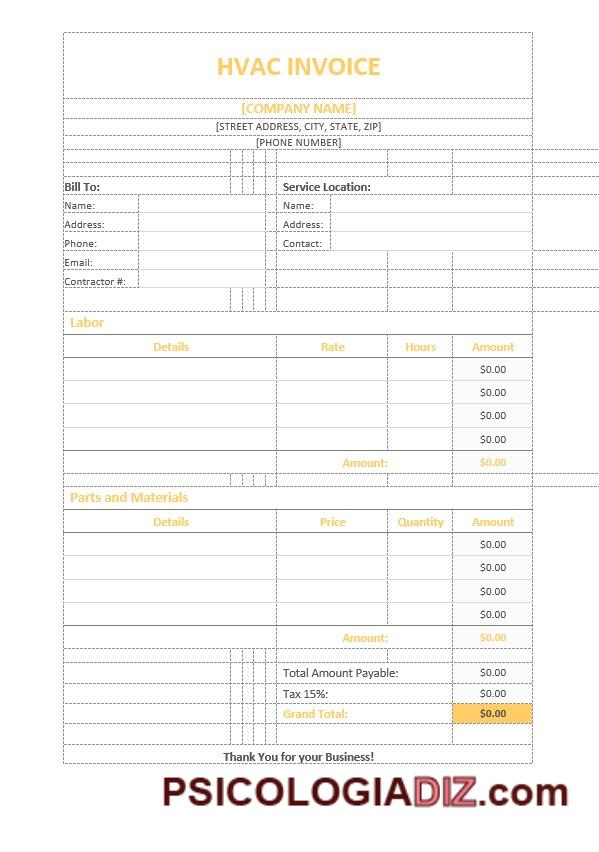 HVAC INVOICE
[COMPANY NAME]
[STREET ADDRESS, CITY, STATE, ZIP]
[PHONE NUMBER]
Bill To: Service Location:
Name: Name:
Address: Address:
Phone: Contact:
Email:
Contractor #:
Labor
Details Rate Hours Amount
$0.00
$0.00
$0.00
$0.00
Amount: $0.00
Parts and Materials
Details Price Quantity Amount
$0.00
$0.00
$0.00
$0.00
Amount: $0.00
Total Amount Payable: $0.00
Tax 15%: $0.00
Grand Total: $0.00
Thank You for your Business!
PSICOLOGIADIZ.com